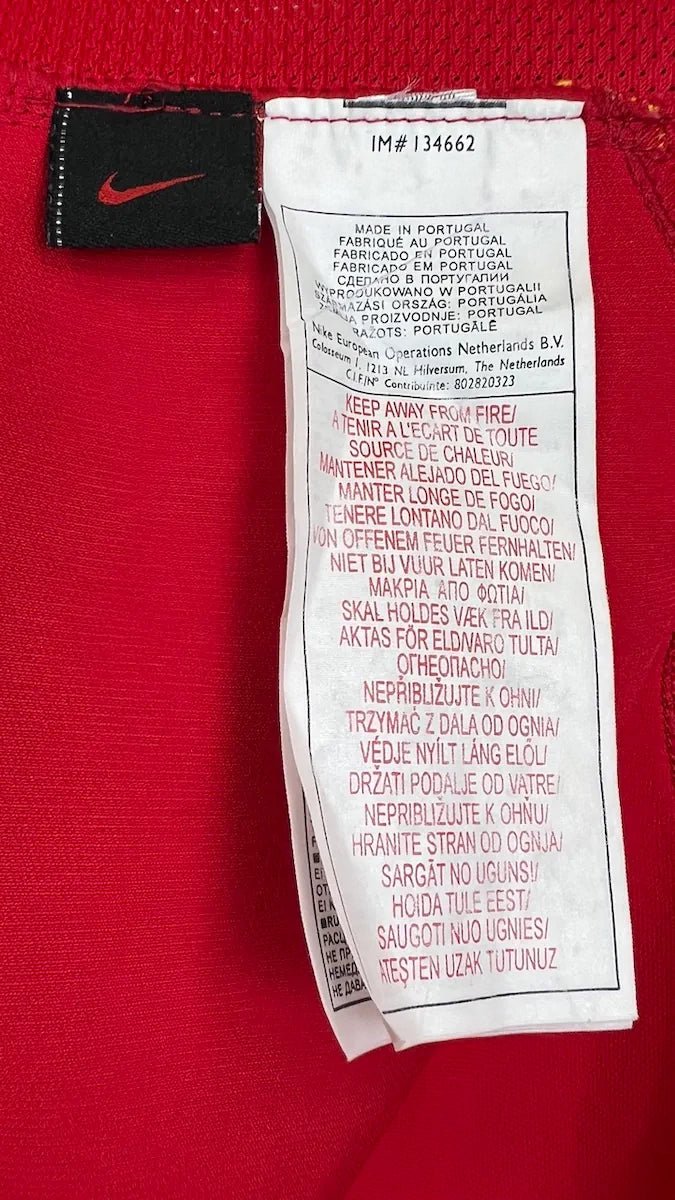 IM# 134662
MADE IN PORTUGAL
FABRIQUÉ AU PORTUGAL
FABRICADO EN PORTUGAL
FABRICADO EM PORTUGAL
СДЕЛАНО В ПОРТУГАЛИИ
WYPRODUKOWANO W PORTUGALII
SZÁRMAZÁSI ORSZÁG: PORTUGÁLIA
PROIZVODNJE: PORTUGAL
RAŽOTS: PORTUGĀLĒ
Nike European Operations Netherlands B.V.
Colosseum 1, 1213 NL Hilversum, The Netherlands
C.I.F/Nº Contribuinte: 802820323
KEEP AWAY FROM FIRE/
A TENIR A L'ECART DE TOUTE
SOURCE DE CHALEUR/
MANTENER ALEJADO DEL FUEGO/
MANTER LONGE DE FOGO/
TENERE LONTANO DAL FUOCO/
VON OFFENEM FEUER FERNHALTEN/
NIET BIJ VUUR LATEN KOMEN/
ΜΑΚΡΙΑ ΑΠΟ ΦΩΤΙΑ/
SKAL HOLDES VÆK FRA ILD/
AKTAS FÖR ELD/VARO TULTA/
ОГНЕОПАСНО/
NEPŘIBLIŽUJTE K OHNI/
TRZYMAĆ Z DALA OD OGNIA/
VÉDJE NYÍLT LÁNG ELŐL/
DRŽATI PODALJE OD VATRE/
NEPRIBLIŽUJTE K OHŇU/
HRANITE STRAN OD OGNJA/
SARGĀT NO UGUNS!/
HOIDA TULE EEST/
SAUGOTI NUO UGNIES/
ATEŞTEN UZAK TUTUNUZ
НЕ ДАВА